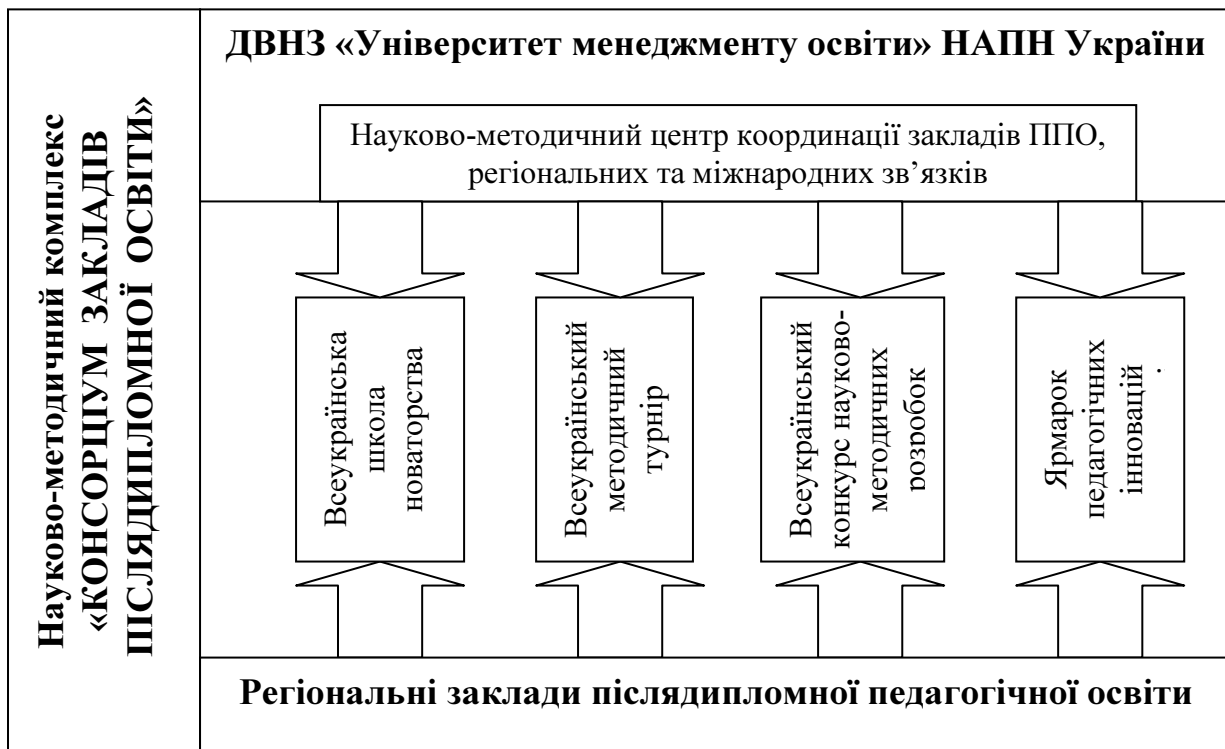 Науково-методичний комплекс
«КОНСОРЦІУМ ЗАКЛАДІВ
ПІСЛЯДИПЛОМНОЇ ОСВІТИ»
ДВНЗ «Університет менеджменту освіти» НАПН України
Науково-методичний центр координації закладів ППО,
регіональних та міжнародних зв’язків
Всеукраїнська
школа
новаторства
Всеукраїнський
методичний
турнір
Всеукраїнський
конкурс науково-
методичних
розробок
Ярмарок
педагогічних
інновацій
Регіональні заклади післядипломної педагогічної освіти